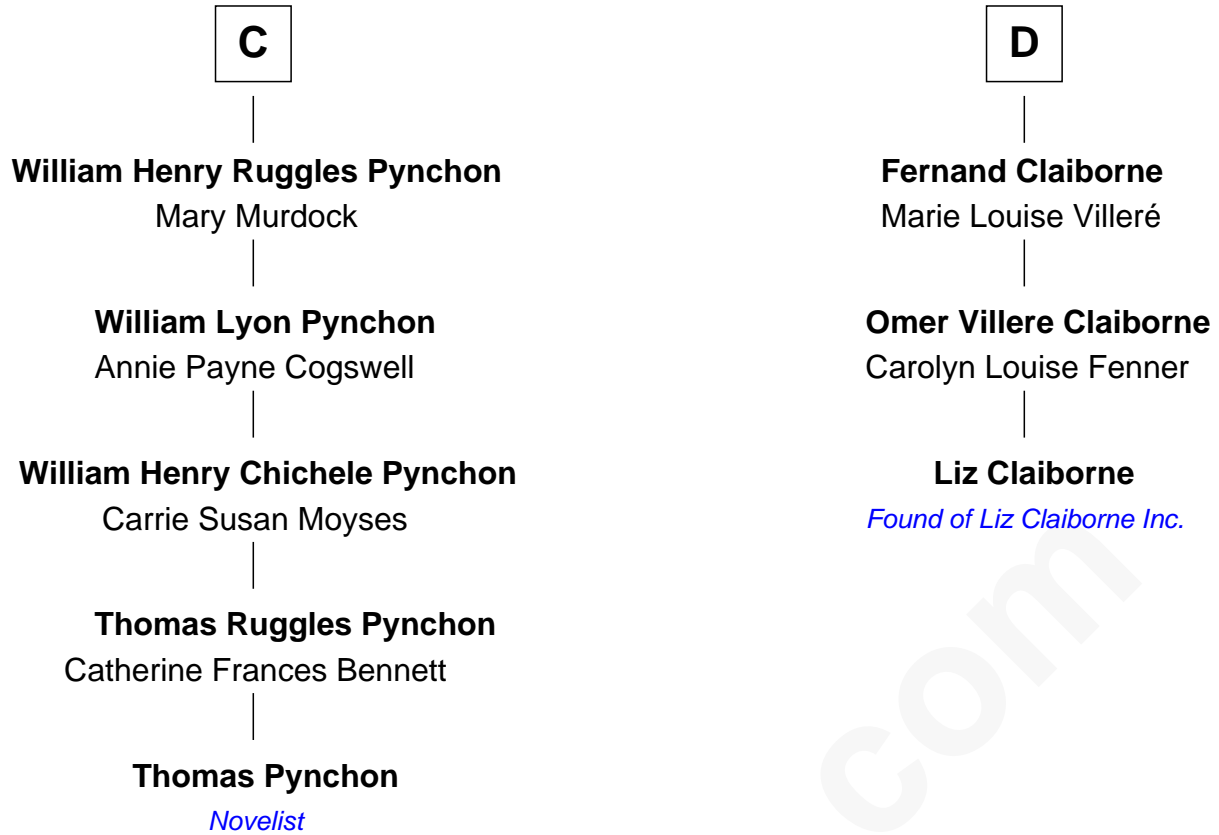 C
William Henry Ruggles Pynchon
Mary Murdock
William Lyon Pynchon
Annie Payne Cogswell
William Henry Chichele Pynchon
Carrie Susan Moyses
Thomas Ruggles Pynchon
Catherine Frances Bennett
Thomas Pynchon
Novelist
D
Fernand Claiborne
Marie Louise Villeré
Omer Villere Claiborne
Carolyn Louise Fenner
Liz Claiborne
Found of Liz Claiborne Inc.
com